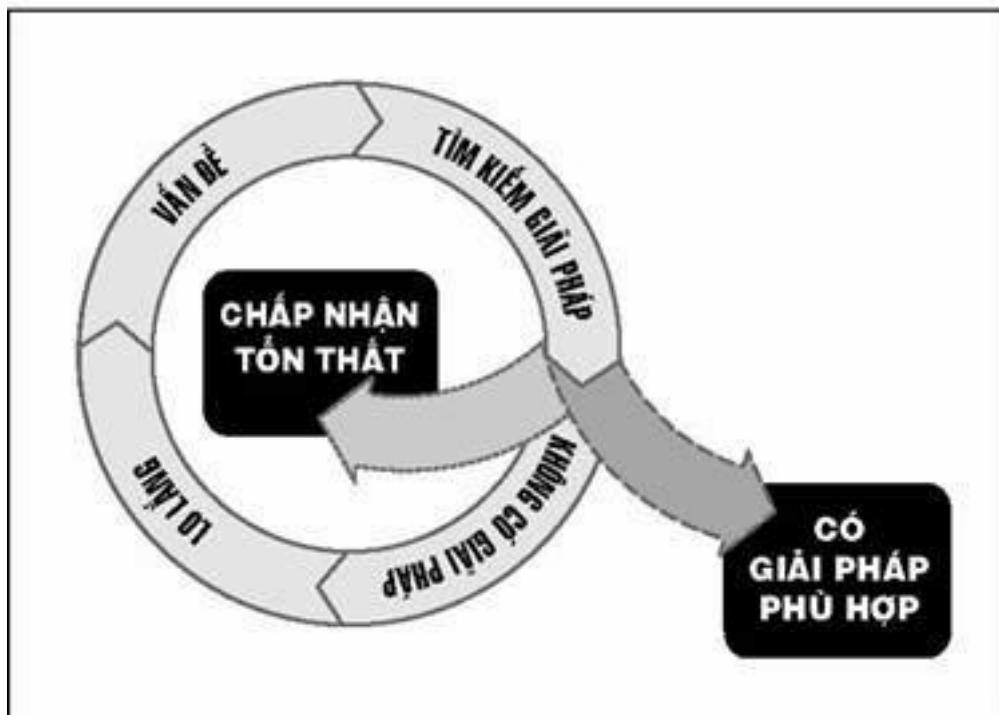 VẤN ĐỀ
TÌM KIẾM GIẢI PHÁP
CHẤP NHẬN
TỔN THẤT
LO LẮNG
KHÔNG CÓ GIẢI PHÁP
CÓ
GIẢI PHÁP
PHÙ HỢP